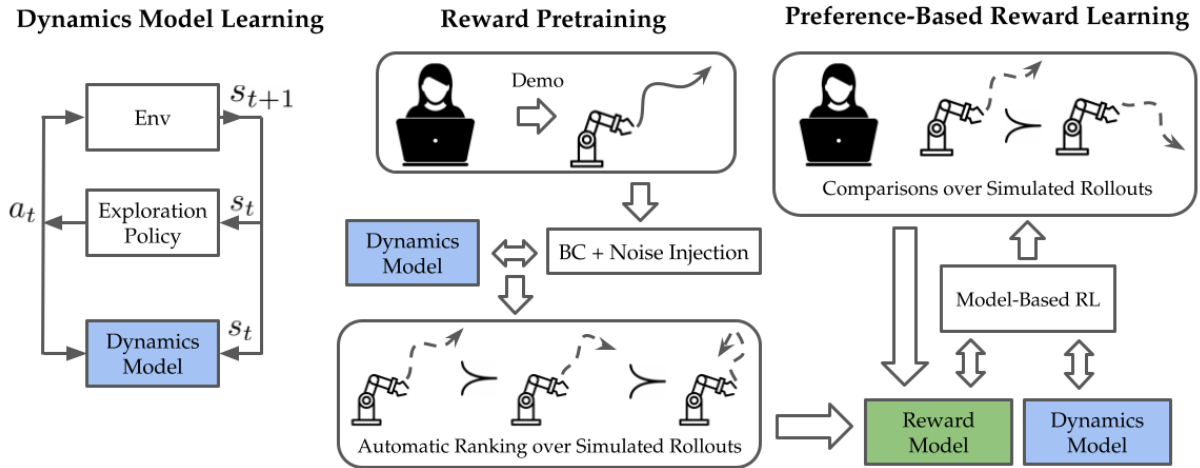 Dynamics Model Learning
Env
s_{t+1}
a_t
Exploration
Policy
s_t
Dynamics
Model
s_t
Reward Pretraining
Demo
Dynamics
Model
BC + Noise Injection
Automatic Ranking over Simulated Rollouts
Preference-Based Reward Learning
Comparisons over Simulated Rollouts
Model-Based RL
Reward
Model
Dynamics
Model